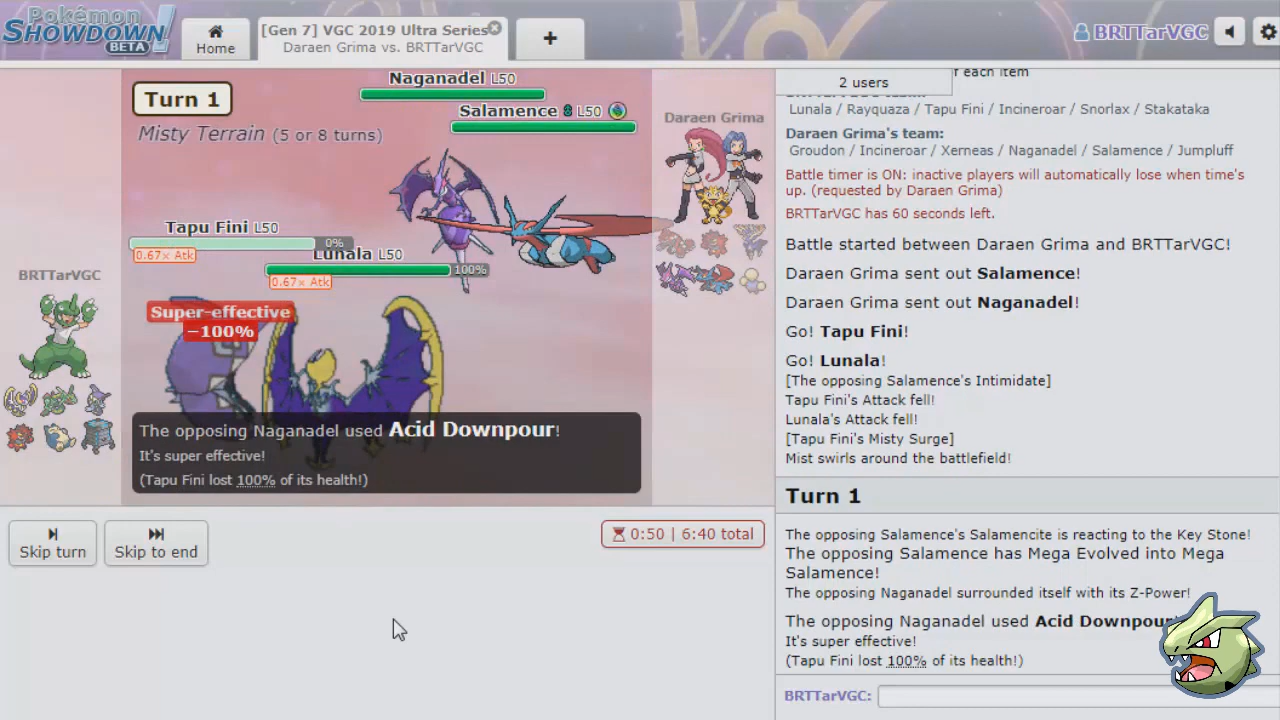 Pokémon
SHOWDOWN!
BETA
Home
[Gen 7] VGC 2019 Ultra Series
Daraen Grima vs. BRTTarVGC
+
BRTTarVGC
Turn 1
Misty Terrain (5 or 8 turns)
Naganadel L50
Salamence L50
Tapu Fini L50
0%
0.67× Atk
Lunala L50
100%
0.67× Atk
Super-effective
−100%
BRTTarVGC
Daraen Grima
The opposing Naganadel used Acid Downpour!
It's super effective!
(Tapu Fini lost 100% of its health!)
Skip turn
Skip to end
0:50 | 6:40 total
2 users
r each item
Lunala / Rayquaza / Tapu Fini / Incineroar / Snorlax / Stakataka
Daraen Grima's team:
Groudon / Incineroar / Xerneas / Naganadel / Salamence / Jumpluff
Battle timer is ON: inactive players will automatically lose when time's
up. (requested by Daraen Grima)
BRTTarVGC has 60 seconds left.
Battle started between Daraen Grima and BRTTarVGC!
Daraen Grima sent out Salamence!
Daraen Grima sent out Naganadel!
Go! Tapu Fini!
Go! Lunala!
[The opposing Salamence's Intimidate]
Tapu Fini's Attack fell!
Lunala's Attack fell!
[Tapu Fini's Misty Surge]
Mist swirls around the battlefield!
Turn 1
The opposing Salamence's Salamencite is reacting to the Key Stone!
The opposing Salamence has Mega Evolved into Mega
Salamence!
The opposing Naganadel surrounded itself with its Z-Power!
The opposing Naganadel used Acid Downpour!
It's super effective!
(Tapu Fini lost 100% of its health!)
BRTTarVGC: